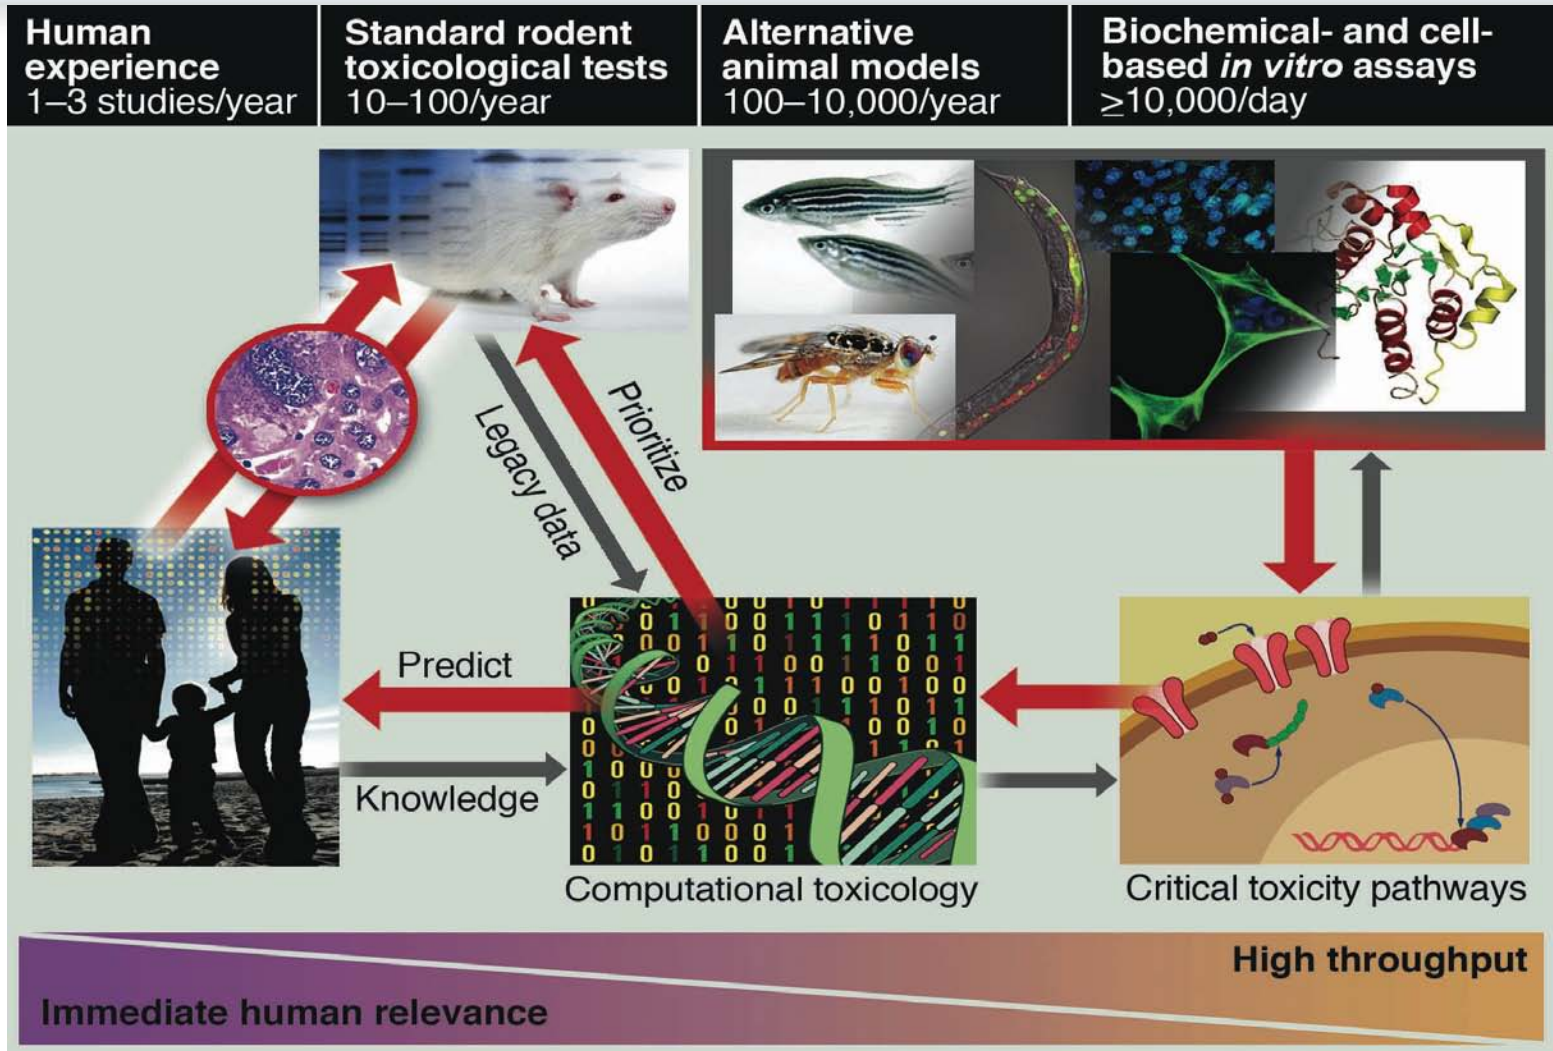 Human
experience
1–3 studies/year
Standard rodent
toxicological tests
10–100/year
Alternative
animal models
100–10,000/year
Biochemical- and cell-
based in vitro assays
≥10,000/day
Legacy data
Prioritize
Predict
Knowledge
Computational toxicology
Critical toxicity pathways
High throughput
Immediate human relevance